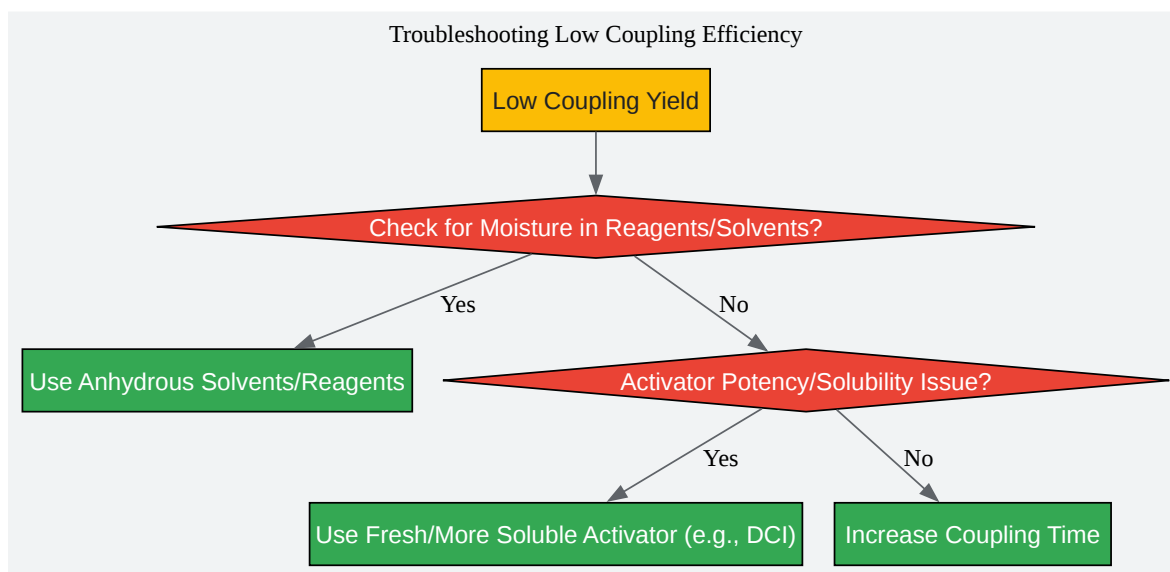 Troubleshooting Low Coupling Efficiency
Low Coupling Yield
Check for Moisture in Reagents/Solvents?
Yes
No
Use Anhydrous Solvents/Reagents
Activator Potency/Solubility Issue?
Yes
No
Use Fresh/More Soluble Activator (e.g., DCI)
Increase Coupling Time